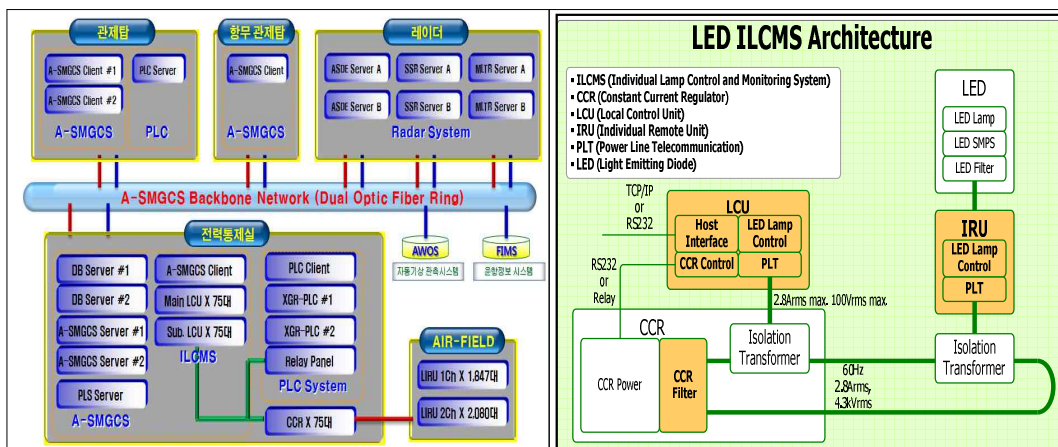 관제탑
A-SMGCS Client #1
A-SMGCS Client #2
A-SMGCS
PLC Server
PLC
항무 관제탑
A-SMGCS Client
A-SMGCS
레이더
ASDE Server A
SSR Server A
MLTR Server A
ASDE Server B
SSR Server B
MLTR Server B
Radar System
A-SMGCS Backbone Network (Dual Optic Fiber Ring)
AWOS
자동기상 관측시스템
FIMS
운항정보 시스템
전력통제실
DB Server #1
DB Server #2
A-SMGCS Server #1
A-SMGCS Server #2
PLS Server
A-SMGCS
A-SMGCS Client
Main LCU X 75대
Sub. LCU X 75대
ILCMS
PLC Client
XGR-PLC #1
XGR-PLC #2
Relay Panel
PLC System
CCR X 75대
AIR-FIELD
LIRU 1Ch X 1,847대
LIRU 2Ch X 2,080대
LED ILCMS Architecture
▪ ILCMS (Individual Lamp Control and Monitoring System)
▪ CCR (Constant Current Regulator)
▪ LCU (Local Control Unit)
▪ IRU (Individual Remote Unit)
▪ PLT (Power Line Telecommunication)
▪ LED (Light Emitting Diode)
LED
LED Lamp
LED SMPS
LED Filter
TCP/IP
or
RS232
LCU
Host
Interface
LED Lamp
Control
CCR Control
PLT
RS232
or
Relay
2.8Arms max. 100Vrms max.
IRU
LED Lamp
Control
PLT
CCR
CCR Power
CCR
Filter
Isolation
Transformer
60Hz
2.8Arms,
4.3kVrms
Isolation
Transformer